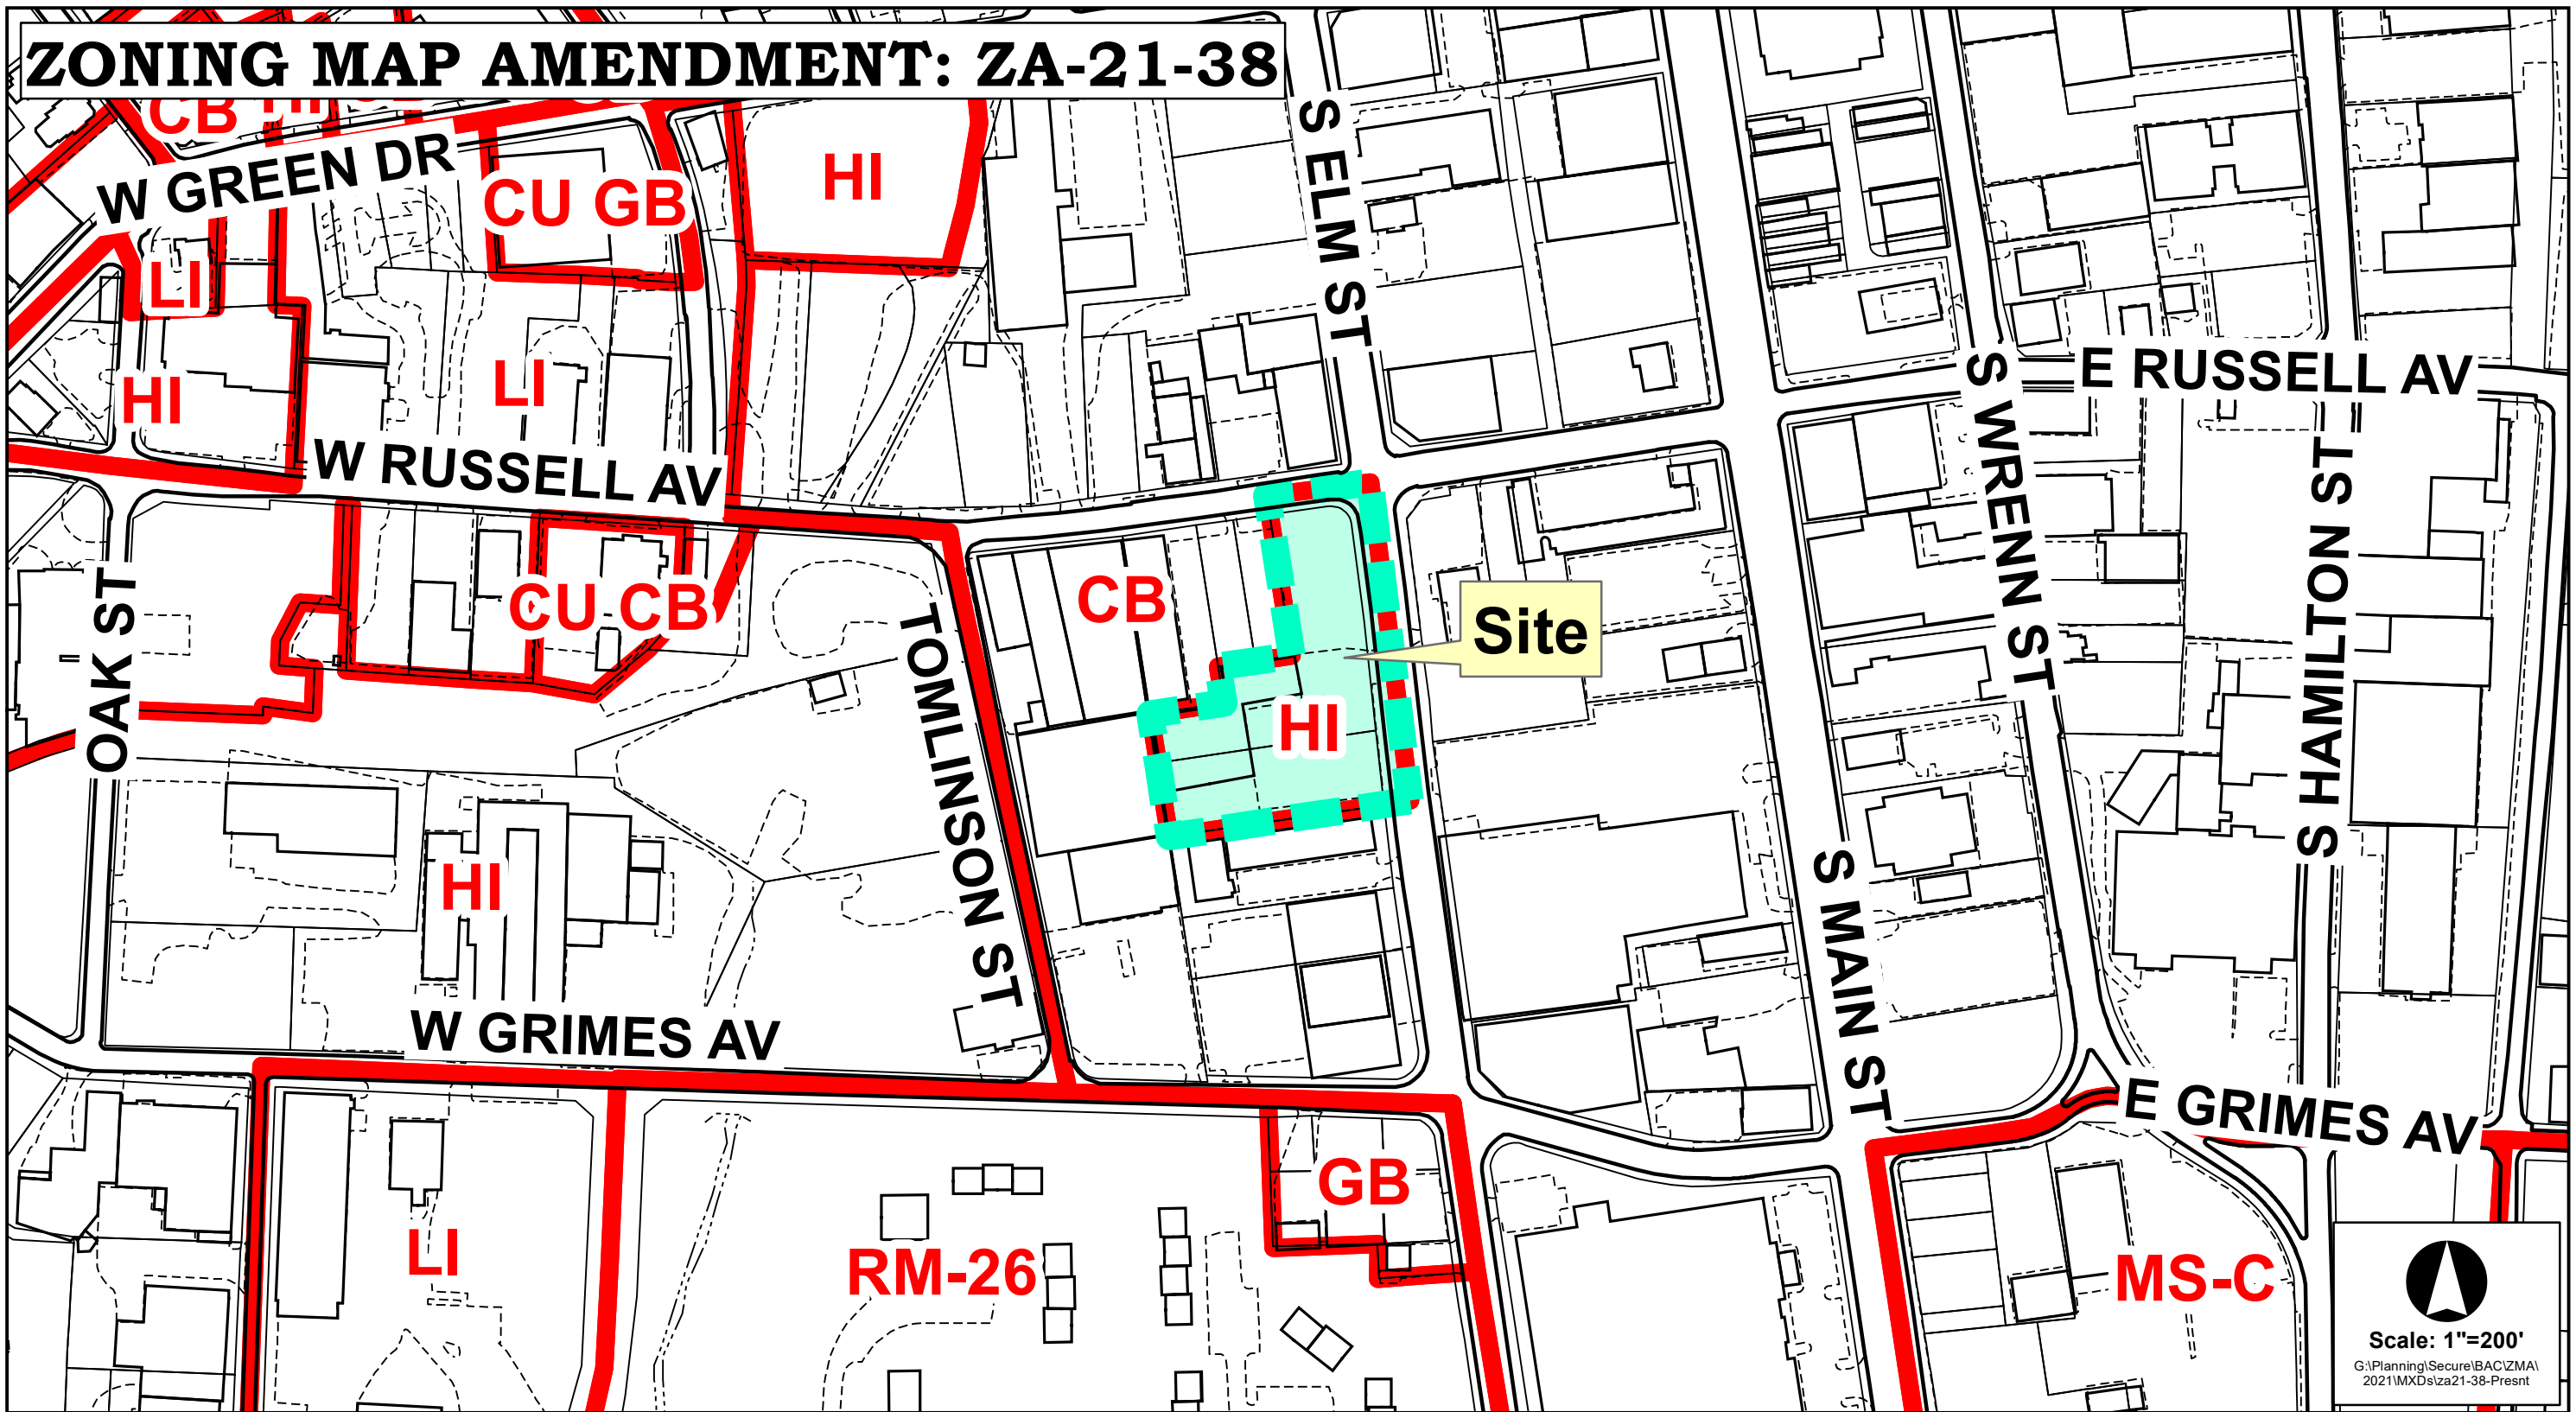 ZONING MAP AMENDMENT: ZA-21-38
CB
W GREEN DR
CU GB
HI
S ELM ST
LI
HI
LI
W RUSSELL AV
E RUSSELL AV
S WRENN ST
S HAMILTON ST
OAK ST
CU CB
TOMLINSON ST
CB
Site
HI
HI
S MAIN ST
W GRIMES AV
E GRIMES AV
GB
LI
RM-26
MS-C
Scale: 1"=200'
G:\Planning\Secure\BAC\ZMA\
2021\MXDs\za21-38-Presnt